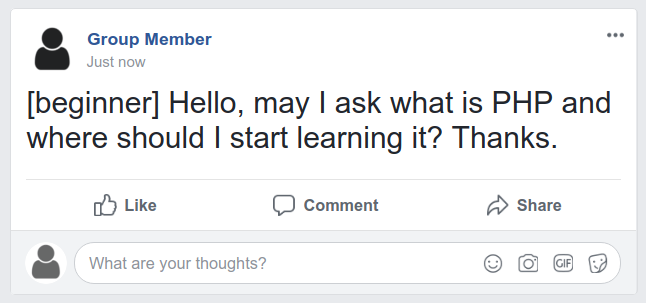 Group Member
Just now
[beginner] Hello, may I ask what is PHP and
where should I start learning it? Thanks.
Like Comment Share
What are your thoughts? GIF